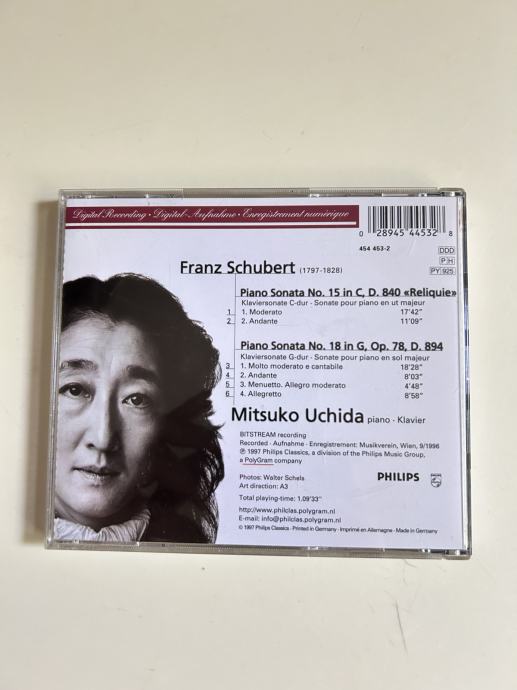 Digital Recording · Digital-Aufnahme · Enregistrement numérique
0 28945 44532 8
454 453-2
DDD
PH
PY 925
Franz Schubert (1797-1828)
Piano Sonata No. 15 in C, D. 840 «Reliquie»
Klaviersonate C-dur · Sonate pour piano en ut majeur
1 1. Moderato 17'42"
2 2. Andante 11'09"
Piano Sonata No. 18 in G, Op. 78, D. 894
Klaviersonate G-dur · Sonate pour piano en sol majeur
3 1. Molto moderato e cantabile 18'28"
4 2. Andante 8'03"
5 3. Menuetto. Allegro moderato 4'48"
6 4. Allegretto 8'58"
Mitsuko Uchida piano · Klavier
BITSTREAM recording
Recorded · Aufnahme · Enregistrement: Musikverein, Wien, 9/1996
℗ 1997 Philips Classics, a division of the Philips Music Group,
a PolyGram company
PHILIPS
Photos: Walter Schels
Art direction: A3
Total playing-time: 1.09'33"
http://www.philclas.polygram.nl
E-mail: info@philclas.polygram.nl
© 1997 Philips Classics · Printed in Germany · Imprimé en Allemagne · Made in Germany